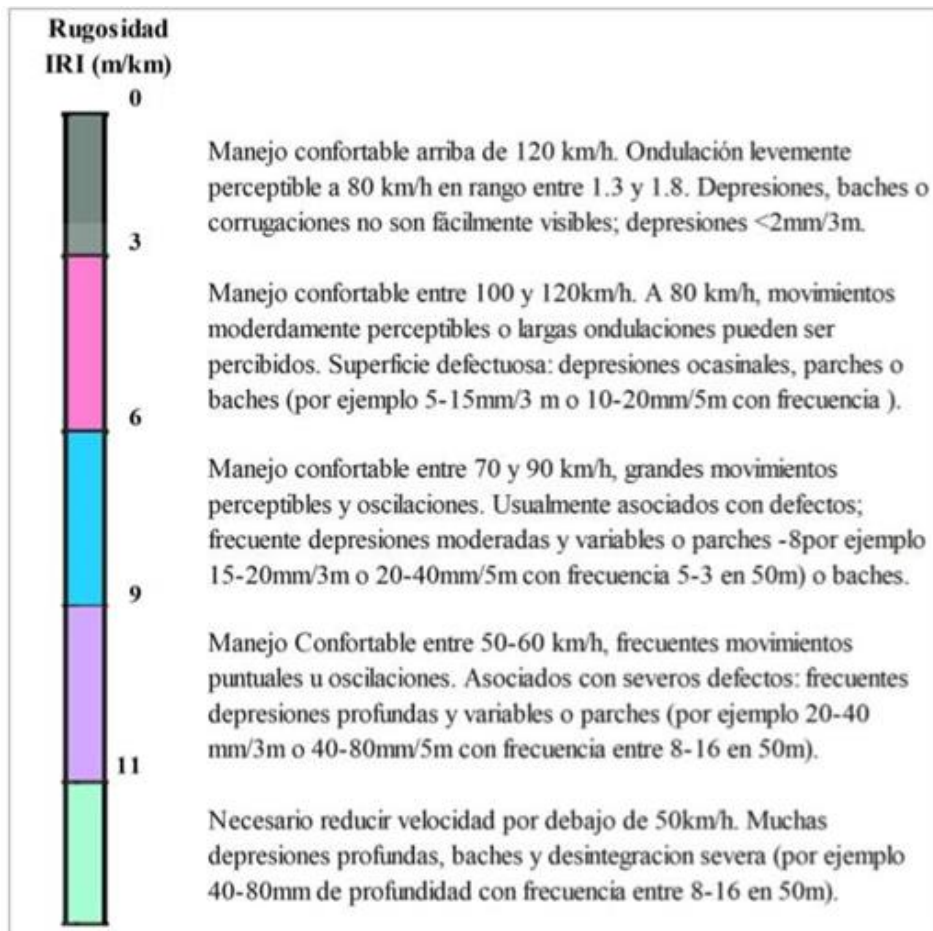 Rugosidad
IRI (m/km)
0
Manejo confortable arriba de 120 km/h. Ondulación levemente
perceptible a 80 km/h en rango entre 1.3 y 1.8. Depresiones, baches o
corrugaciones no son fácilmente visibles; depresiones <2mm/3m.
3
Manejo confortable entre 100 y 120km/h. A 80 km/h, movimientos
moderdamente perceptibles o largas ondulaciones pueden ser
percibidos. Superficie defectuosa: depresiones ocasinales, parches o
baches (por ejemplo 5-15mm/3 m o 10-20mm/5m con frecuencia ).
6
Manejo confortable entre 70 y 90 km/h, grandes movimientos
perceptibles y oscilaciones. Usualmente asociados con defectos;
frecuente depresiones moderadas y variables o parches -8por ejemplo
15-20mm/3m o 20-40mm/5m con frecuencia 5-3 en 50m) o baches.
9
Manejo Confortable entre 50-60 km/h, frecuentes movimientos
puntuales u oscilaciones. Asociados con severos defectos: frecuentes
depresiones profundas y variables o parches (por ejemplo 20-40
mm/3m o 40-80mm/5m con frecuencia entre 8-16 en 50m).
11
Necesario reducir velocidad por debajo de 50km/h. Muchas
depresiones profundas, baches y desintegracion severa (por ejemplo
40-80mm de profundidad con frecuencia entre 8-16 en 50m).